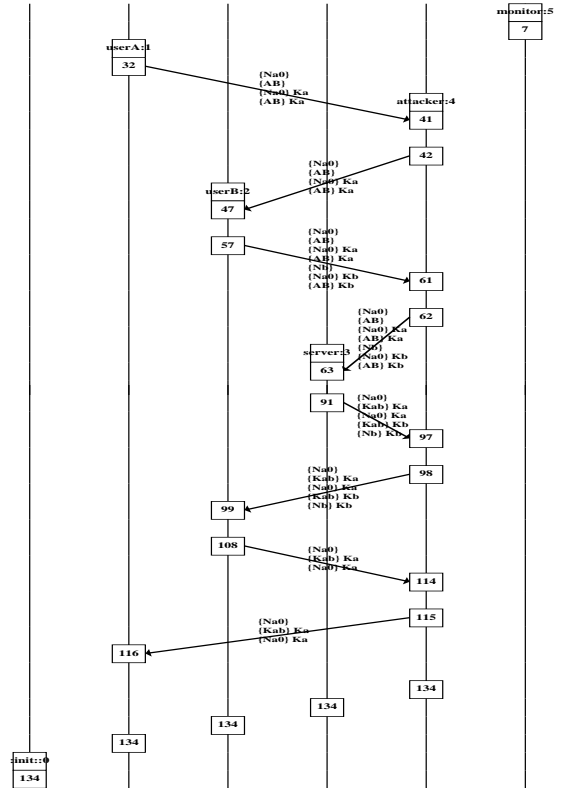 monitor:5
7
userA:1
32
{Na0}
{AB}
{Na0} Ka
{AB} Ka
attacker:4
41
42
{Na0}
{AB}
{Na0} Ka
{AB} Ka
userB:2
47
57
{Na0}
{AB}
{Na0} Ka
{AB} Ka
{Nb}
{Na0} Kb
{AB} Kb
61
62
{Na0}
{AB}
{Na0} Ka
{AB} Ka
{Nb}
{Na0} Kb
{AB} Kb
server:3
63
91
{Na0}
{Kab} Ka
{Na0} Ka
{Kab} Kb
{Nb} Kb
97
98
{Na0}
{Kab} Ka
{Na0} Ka
{Kab} Kb
{Nb} Kb
99
108
{Na0}
{Kab} Ka
{Na0} Ka
114
115
{Na0}
{Kab} Ka
{Na0} Ka
116
134
134
134
134
:init::0
134